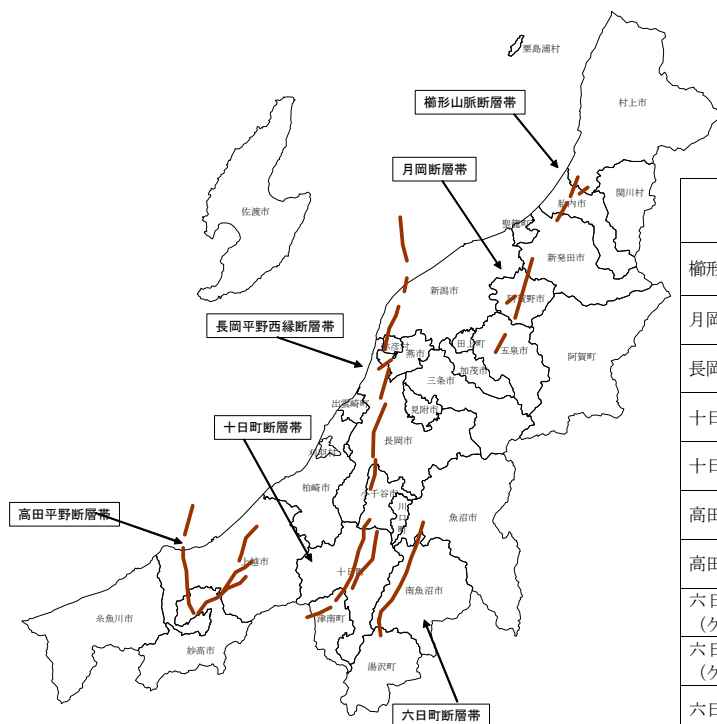 粟島浦村
櫛形山脈断層帯
村上市
月岡断層帯
関川村
胎内市
佐渡市
聖籠町
新発田市
新潟市
阿賀野市
長岡平野西縁断層帯
弥彦村
燕市
田上町
五泉市
阿賀町
加茂市
三条市
出雲崎町
見附市
十日町断層帯
長岡市
刈羽村
柏崎市
小千谷市
川口町
魚沼市
高田平野断層帯
上越市
十日町
南魚沼市
糸魚川市
津南町
妙高市
湯沢町
六日町断層帯
櫛形
月岡
長岡
十日
十日
高田
高田
六日
(ケ
六日
(ケ
六日